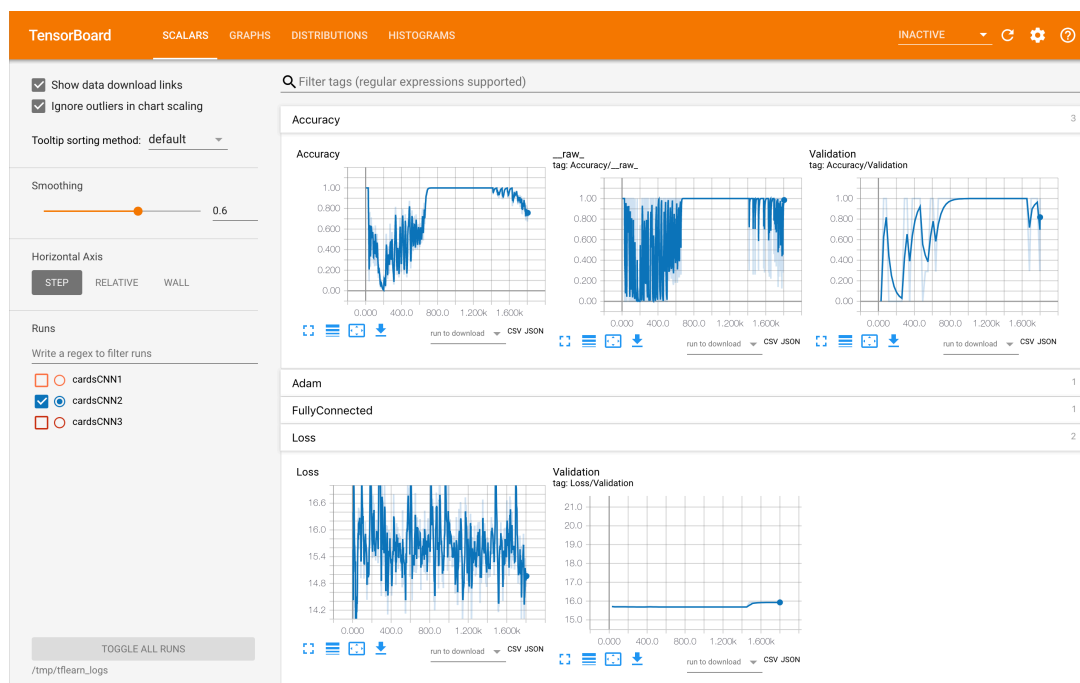 TensorBoard SCALARS GRAPHS DISTRIBUTIONS HISTOGRAMS INACTIVE
Show data download links
Ignore outliers in chart scaling
Tooltip sorting method: default
Smoothing
0.6
Horizontal Axis
STEP RELATIVE WALL
Runs
Write a regex to filter runs
cardsCNN1
cardsCNN2
cardsCNN3
TOGGLE ALL RUNS
/tmp/tflearn_logs
Filter tags (regular expressions supported)
Accuracy 3
Accuracy
1.00
0.800
0.600
0.400
0.200
0.00
0.000 400.0 800.0 1.200k 1.600k
run to download CSV JSON
__raw_
tag: Accuracy/__raw_
1.00
0.800
0.600
0.400
0.200
0.00
0.000 400.0 800.0 1.200k 1.600k
run to download CSV JSON
Validation
tag: Accuracy/Validation
1.00
0.800
0.600
0.400
0.200
0.00
0.000 400.0 800.0 1.200k 1.600k
run to download CSV JSON
Adam 1
FullyConnected 1
Loss 2
Loss
16.6
16.0
15.4
14.8
14.2
0.000 400.0 800.0 1.200k 1.600k
run to download CSV JSON
Validation
tag: Loss/Validation
21.0
20.0
19.0
18.0
17.0
16.0
15.0
0.000 400.0 800.0 1.200k 1.600k
run to download CSV JSON